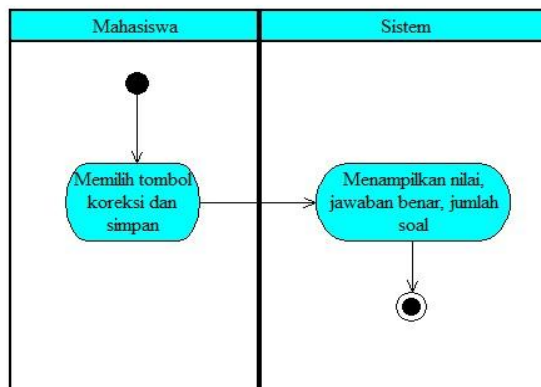 Mahasiswa
Sistem
Memilih tombol
koreksi dan
simpan
Menampilkan nilai,
jawaban benar, jumlah
soal